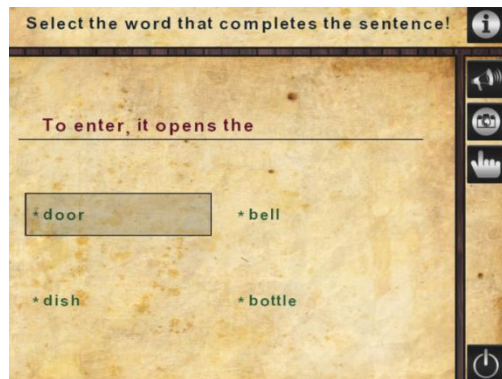 Select the word that completes the sentence!
To enter, it opens the
* door
* bell
* dish
* bottle